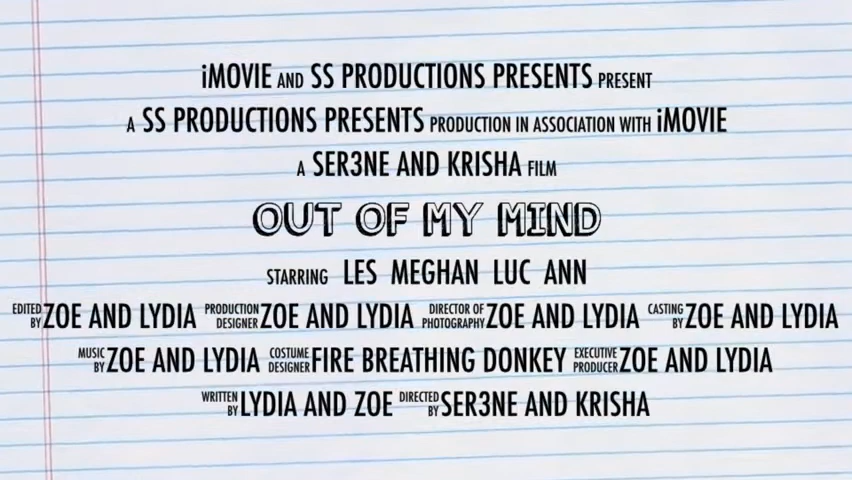 iMOVIE AND SS PRODUCTIONS PRESENTS PRESENT
A SS PRODUCTIONS PRESENTS PRODUCTION IN ASSOCIATION WITH iMOVIE
A SER3NE AND KRISHA FILM
OUT OF MY MIND
STARRING LES MEGHAN LUC ANN
EDITED BY ZOE AND LYDIA PRODUCTION DESIGNER ZOE AND LYDIA DIRECTOR OF PHOTOGRAPHY ZOE AND LYDIA CASTING BY ZOE AND LYDIA
MUSIC BY ZOE AND LYDIA COSTUME DESIGNER FIRE BREATHING DONKEY EXECUTIVE PRODUCER ZOE AND LYDIA
WRITTEN BY LYDIA AND ZOE DIRECTED BY SER3NE AND KRISHA